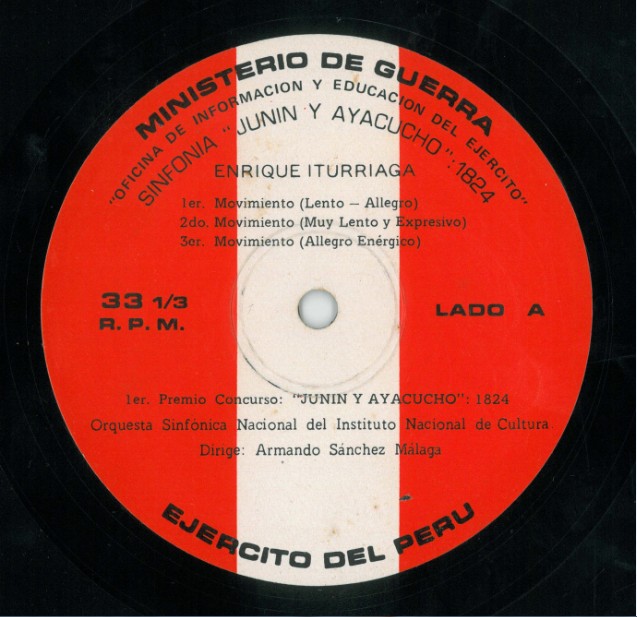 MINISTERIO DE GUERRA
"OFICINA DE INFORMACION Y EDUCACION DEL EJERCITO"
SINFONIA "JUNIN Y AYACUCHO": 1824
ENRIQUE ITURRIAGA
1er. Movimiento (Lento — Allegro)
2do. Movimiento (Muy Lento y Expresivo)
3er. Movimiento (Allegro Enérgico)
33 1/3
R. P. M.
LADO A
1er. Premio Concurso: "JUNIN Y AYACUCHO": 1824
Orquesta Sinfónica Nacional del Instituto Nacional de Cultura
Dirige: Armando Sánchez Málaga
EJERCITO DEL PERU